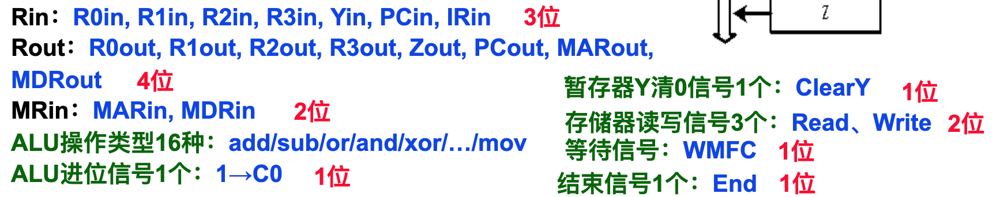 Rin：R0in, R1in, R2in, R3in, Yin, PCin, IRin 3位
Rout：R0out, R1out, R2out, R3out, Zout, PCout, MARout,
MDRout 4位
MRin：MARin, MDRin 2位
ALU操作类型16种：add/sub/or/and/xor/…/mov
ALU进位信号1个：1→C0 1位
Z
暂存器Y清0信号1个：ClearY 1位
存储器读写信号3个：Read、Write 2位
等待信号：WMFC 1位
结束信号1个：End 1位